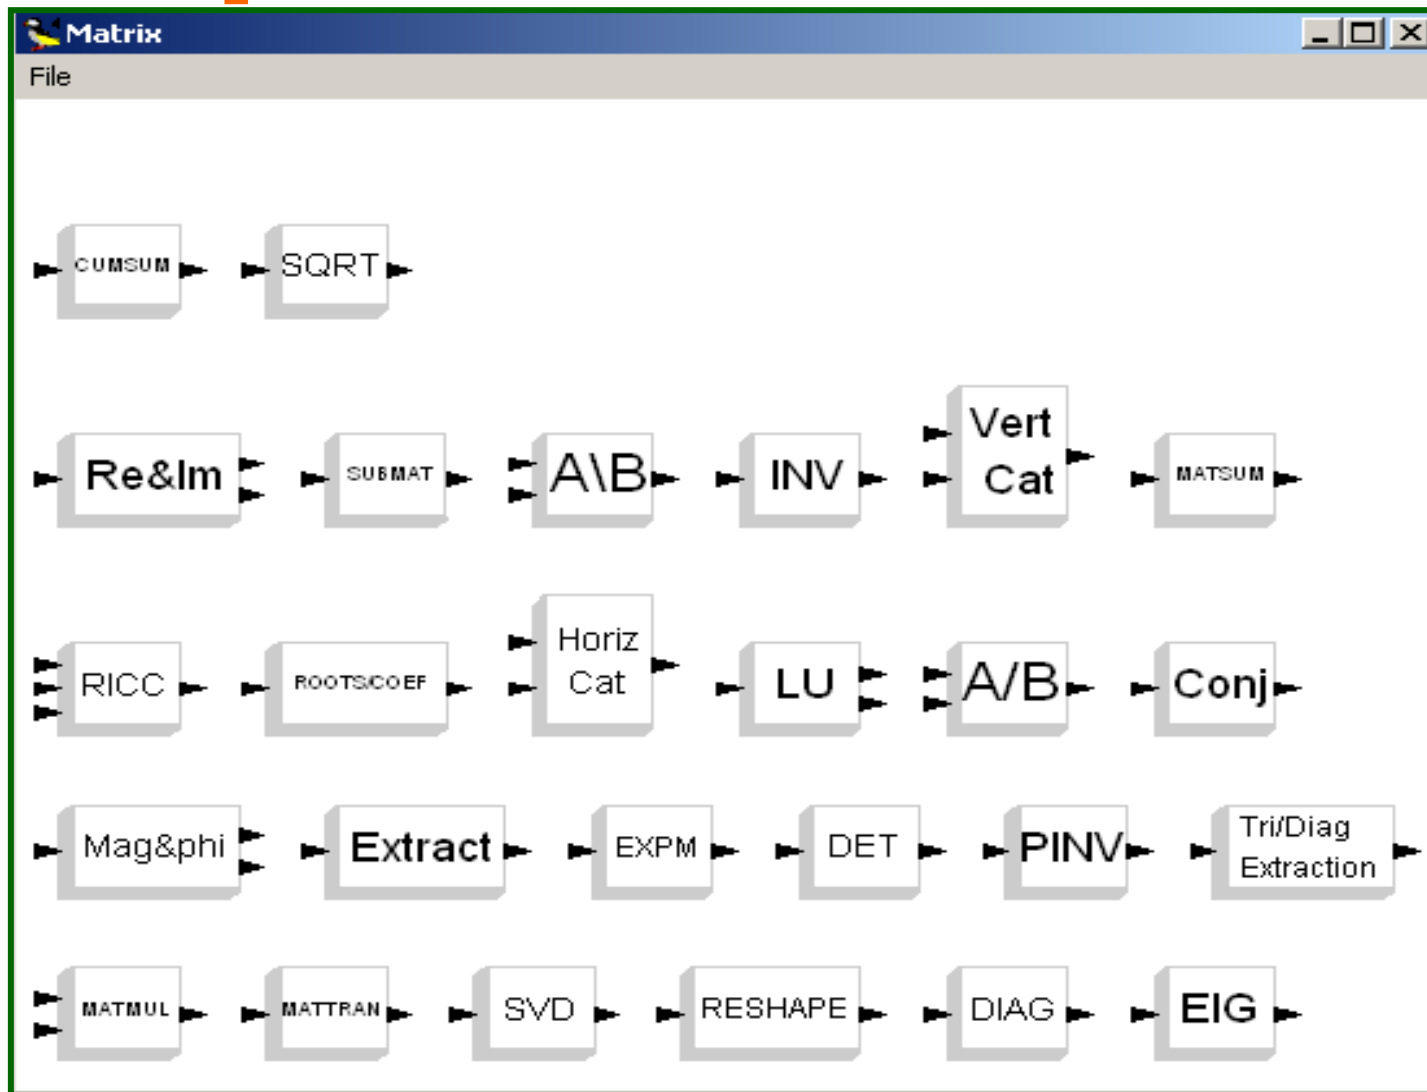 Matrix
File
CUMSUM SQRT
Re&Im SUBMAT A\B INV Vert Cat MATSUM
RICC ROOTS/COEF Horiz Cat LU A/B Conj
Mag&phi Extract EXPM DET PINV Tri/Diag Extraction
MATMUL MATTRAN SVD RESHAPE DIAG EIG